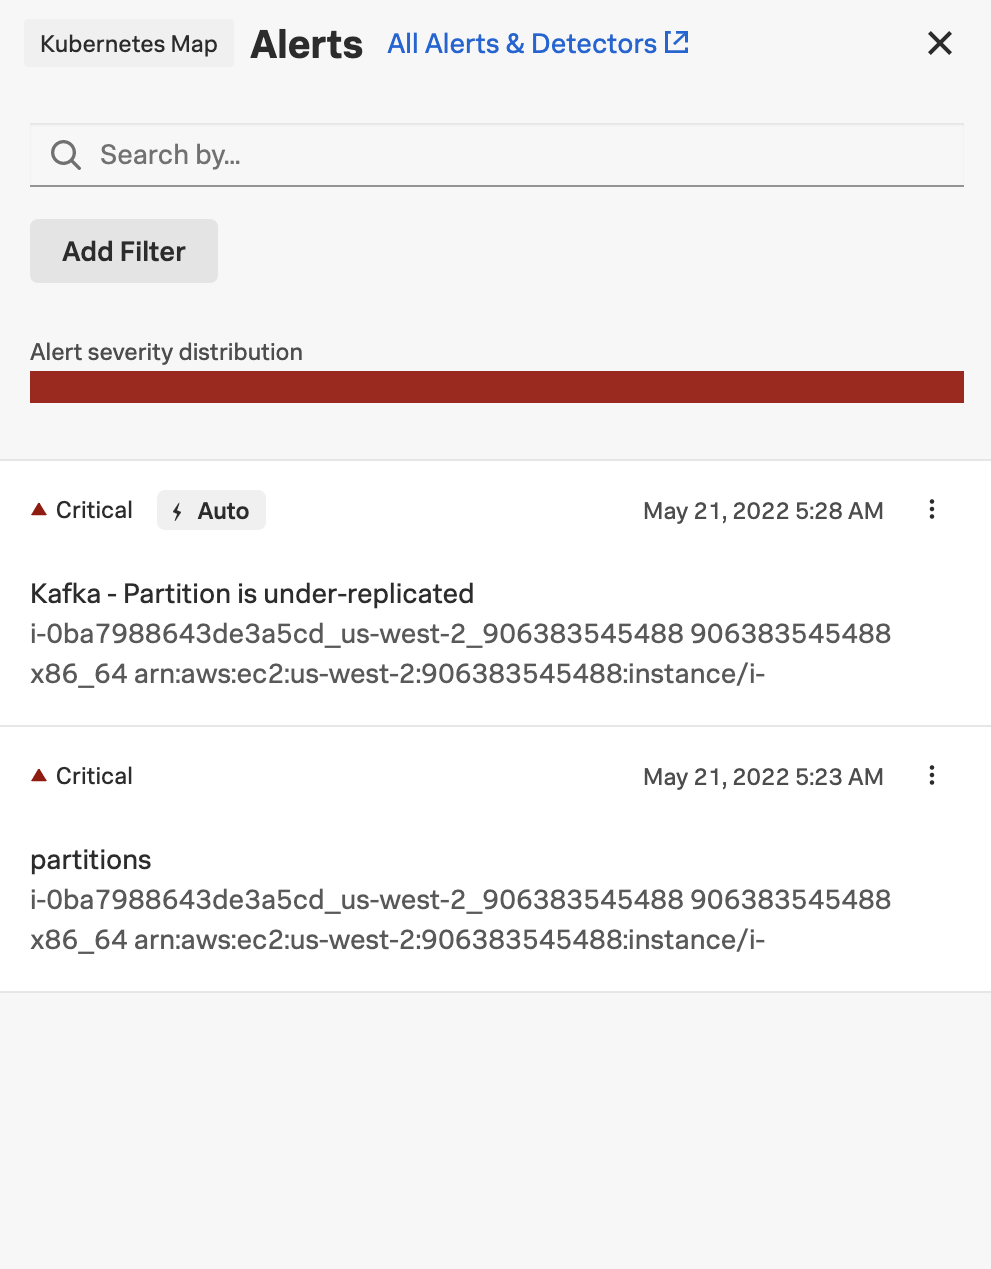 Kubernetes Map Alerts All Alerts & Detectors
Search by...
Add Filter
Alert severity distribution
Critical Auto May 21, 2022 5:28 AM
Kafka - Partition is under-replicated
i-0ba7988643de3a5cd_us-west-2_906383545488 906383545488
x86_64 arn:aws:ec2:us-west-2:906383545488:instance/i-
Critical May 21, 2022 5:23 AM
partitions
i-0ba7988643de3a5cd_us-west-2_906383545488 906383545488
x86_64 arn:aws:ec2:us-west-2:906383545488:instance/i-